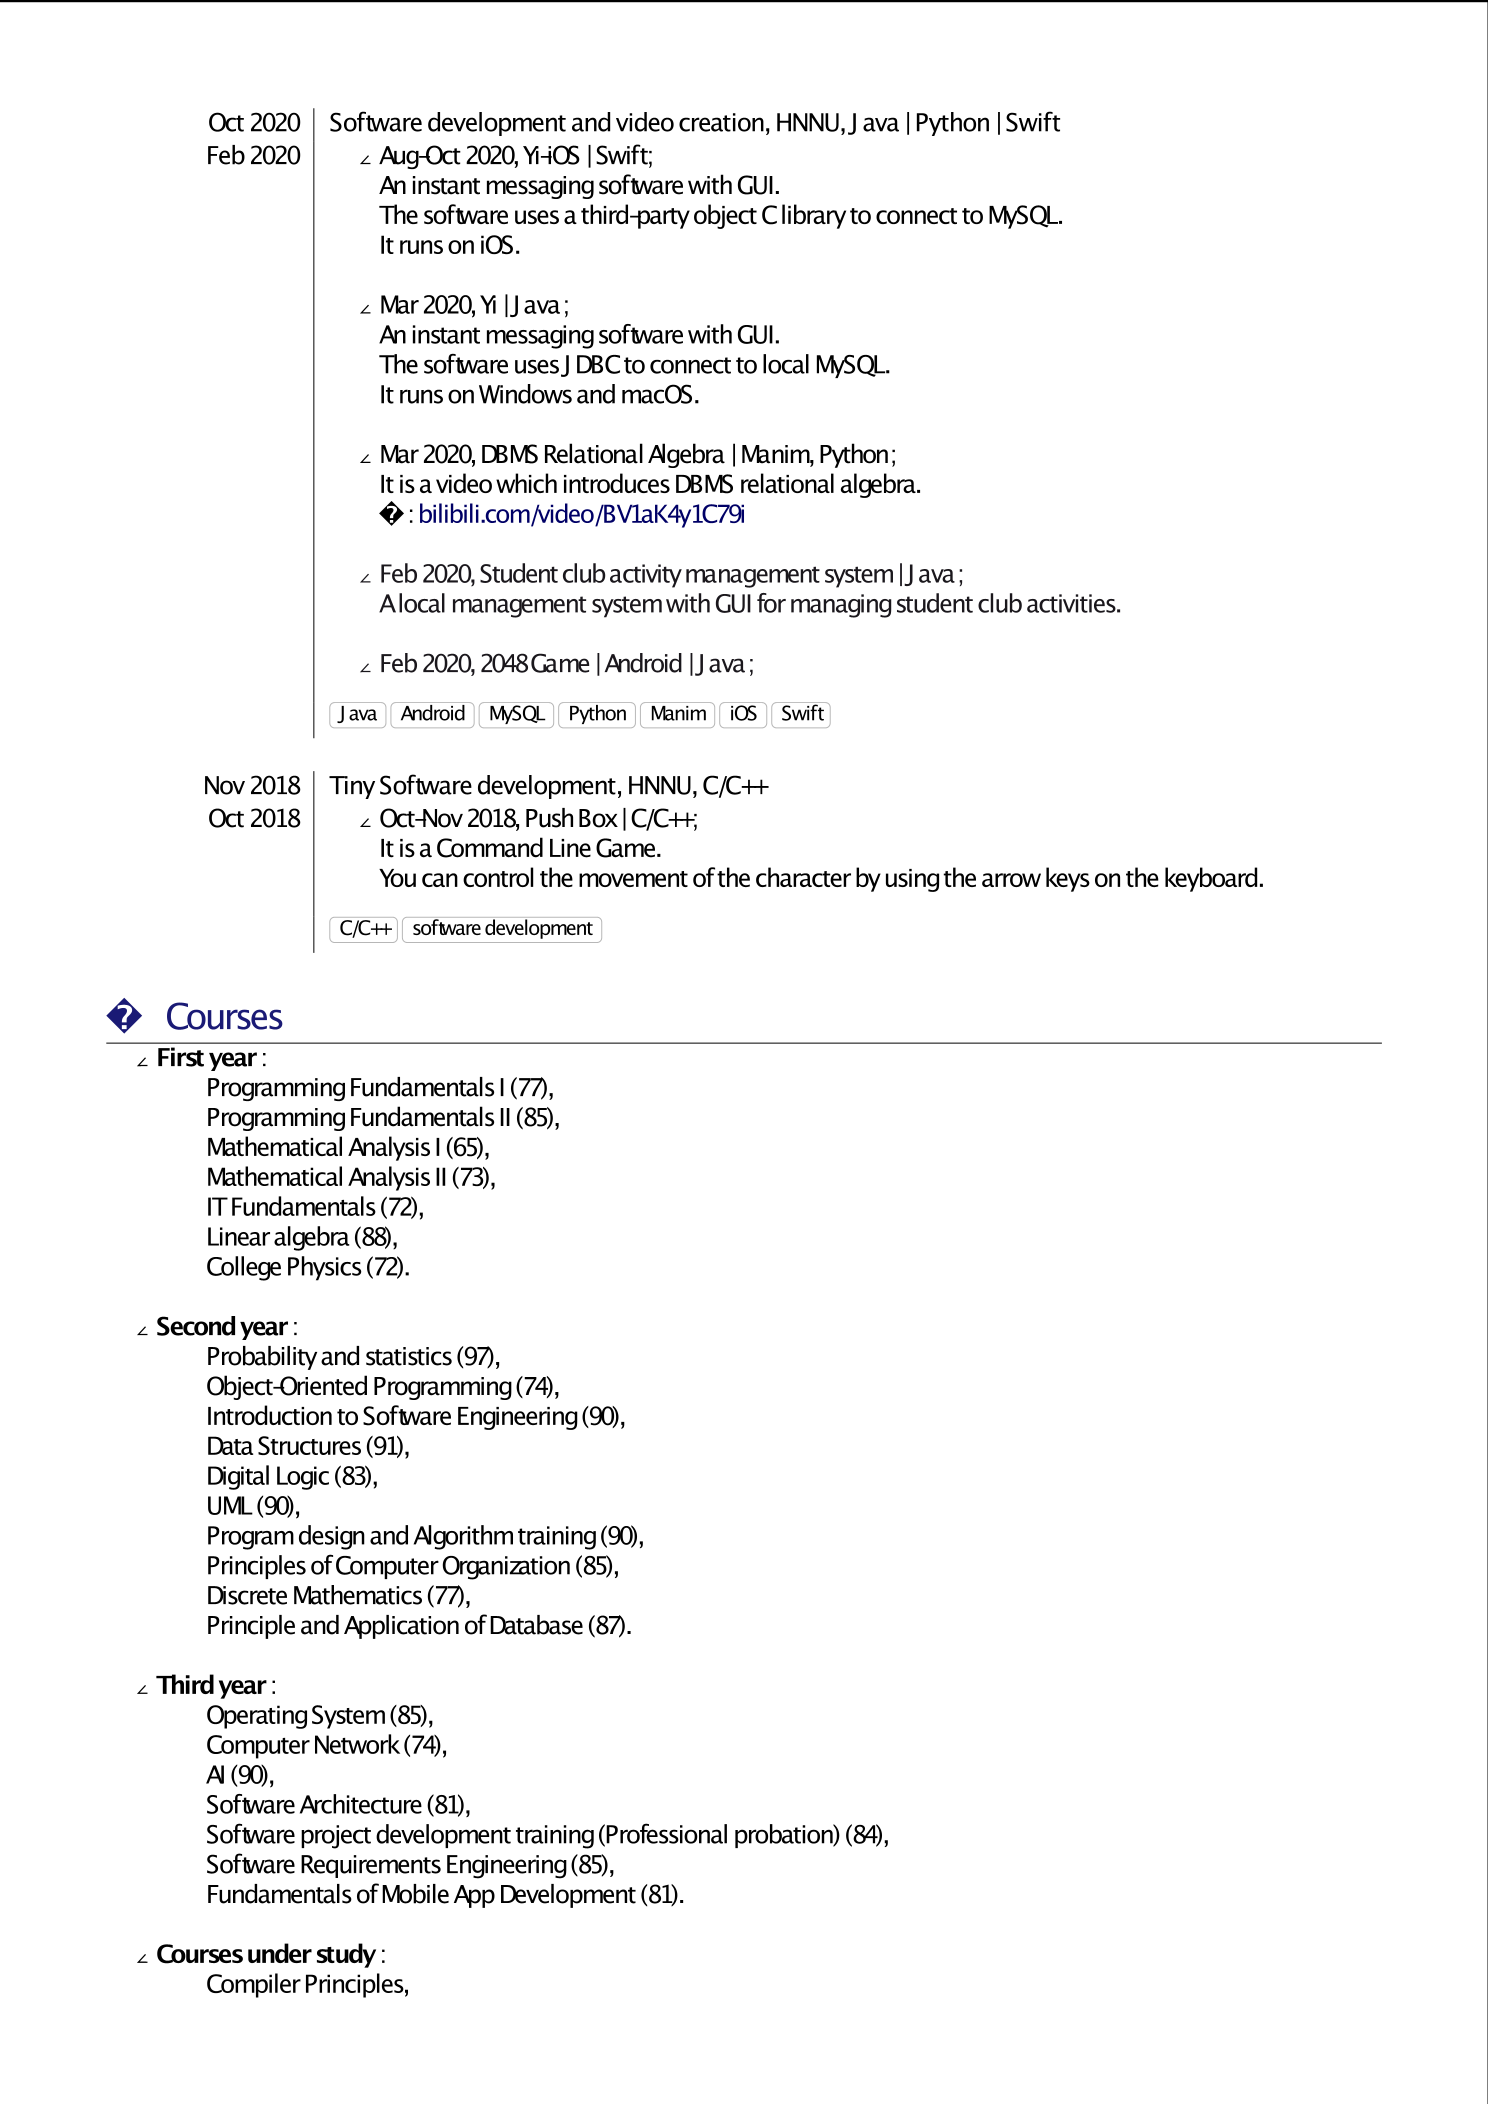 Oct 2020 Software development and video creation, HNNU, Java | Python | Swift
Feb 2020 ∠ Aug-Oct 2020, Yi-iOS | Swift;
An instant messaging software with GUI.
The software uses a third-party object C library to connect to MySQL.
It runs on iOS.
∠ Mar 2020, Yi | Java;
An instant messaging software with GUI.
The software uses JDBC to connect to local MySQL.
It runs on Windows and macOS.
∠ Mar 2020, DBMS Relational Algebra | Manim, Python;
It is a video which introduces DBMS relational algebra.
�: bilibili.com/video/BV1aK4y1C79i
∠ Feb 2020, Student club activity management system | Java;
A local management system with GUI for managing student club activities.
∠ Feb 2020, 2048 Game | Android | Java;
Java Android MySQL Python Manim iOS Swift
Nov 2018 Tiny Software development, HNNU, C/C++
Oct 2018 ∠ Oct-Nov 2018, Push Box | C/C++;
It is a Command Line Game.
You can control the movement of the character by using the arrow keys on the keyboard.
C/C++ software development
� Courses
∠ First year:
Programming Fundamentals I (77),
Programming Fundamentals II (85),
Mathematical Analysis I (65),
Mathematical Analysis II (73),
IT Fundamentals (72),
Linear algebra (88),
College Physics (72).
∠ Second year:
Probability and statistics (97),
Object-Oriented Programming (74),
Introduction to Software Engineering (90),
Data Structures (91),
Digital Logic (83),
UML (90),
Program design and Algorithm training (90),
Principles of Computer Organization (85),
Discrete Mathematics (77),
Principle and Application of Database (87).
∠ Third year:
Operating System (85),
Computer Network (74),
AI (90),
Software Architecture (81),
Software project development training (Professional probation) (84),
Software Requirements Engineering (85),
Fundamentals of Mobile App Development (81).
∠ Courses under study:
Compiler Principles,